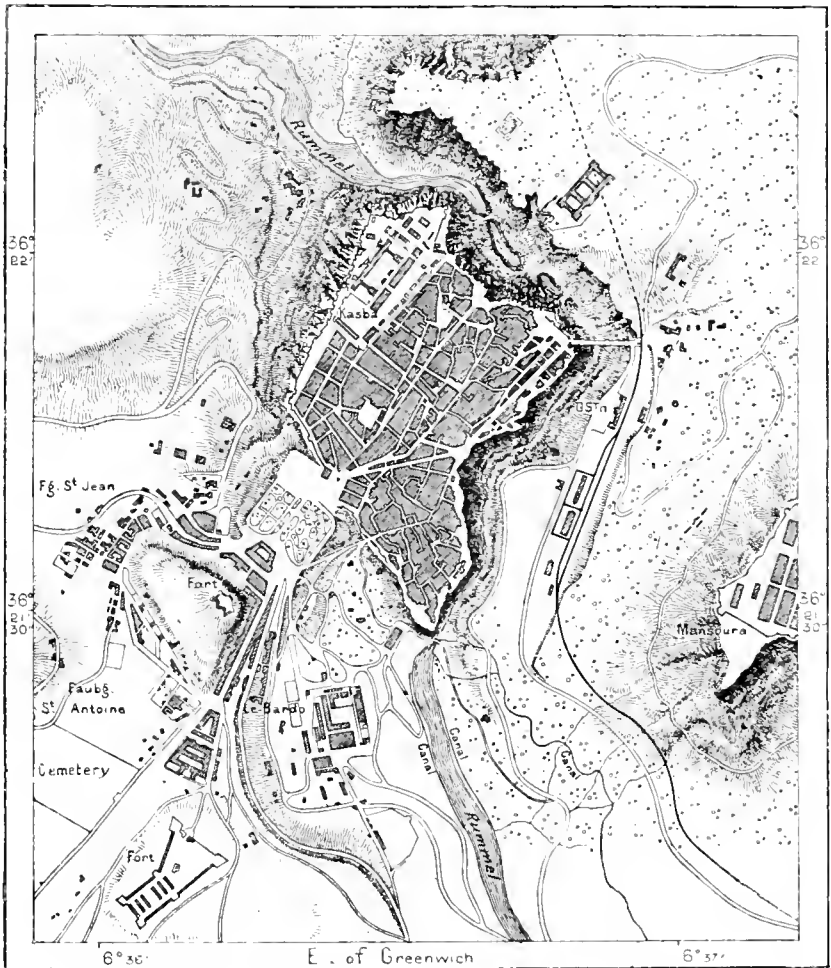 Rummel
36°
22'
36°
22'
Kasba
Stn
Fg. St Jean
Fort
36°
21'
30"
36°
21'
30"
Mansoura
Faubg.
St. Antoine
Le Bardo
Cemetery
Canal
Canal
Canal
Rummel
Fort
6°36'
E. of Greenwich
6°37'